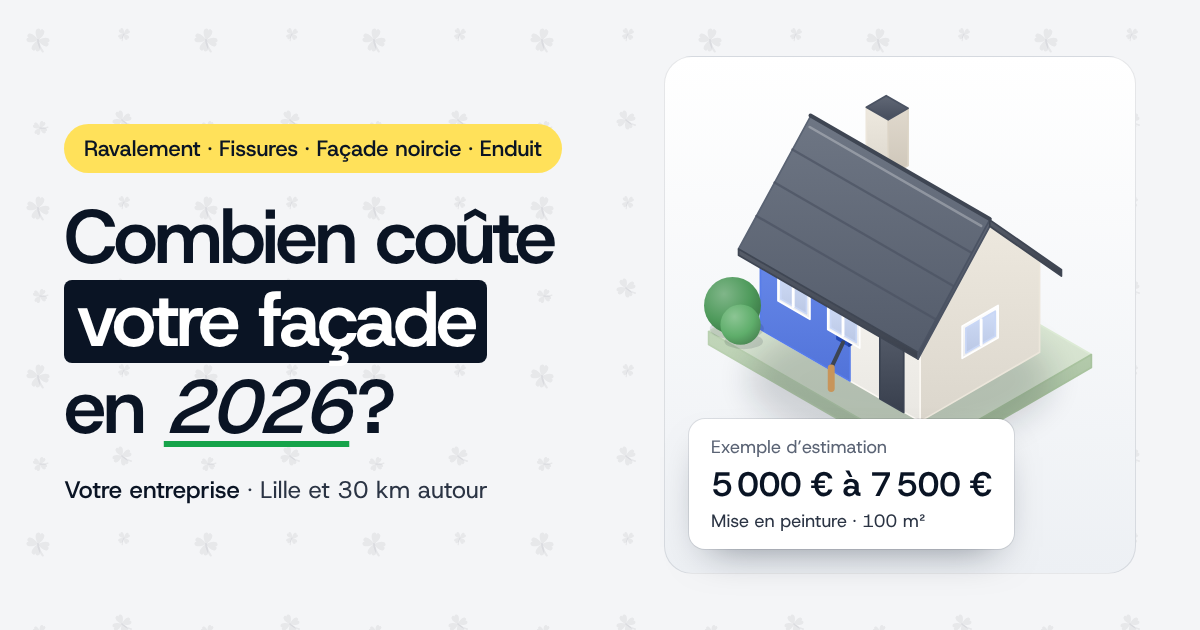 Ravalement · Fissures · Façade noircie · Enduit
Combien coûte
votre façade
en 2026?
Votre entreprise · Lille et 30 km autour
Exemple d’estimation
5 000 € à 7 500 €
Mise en peinture · 100 m²